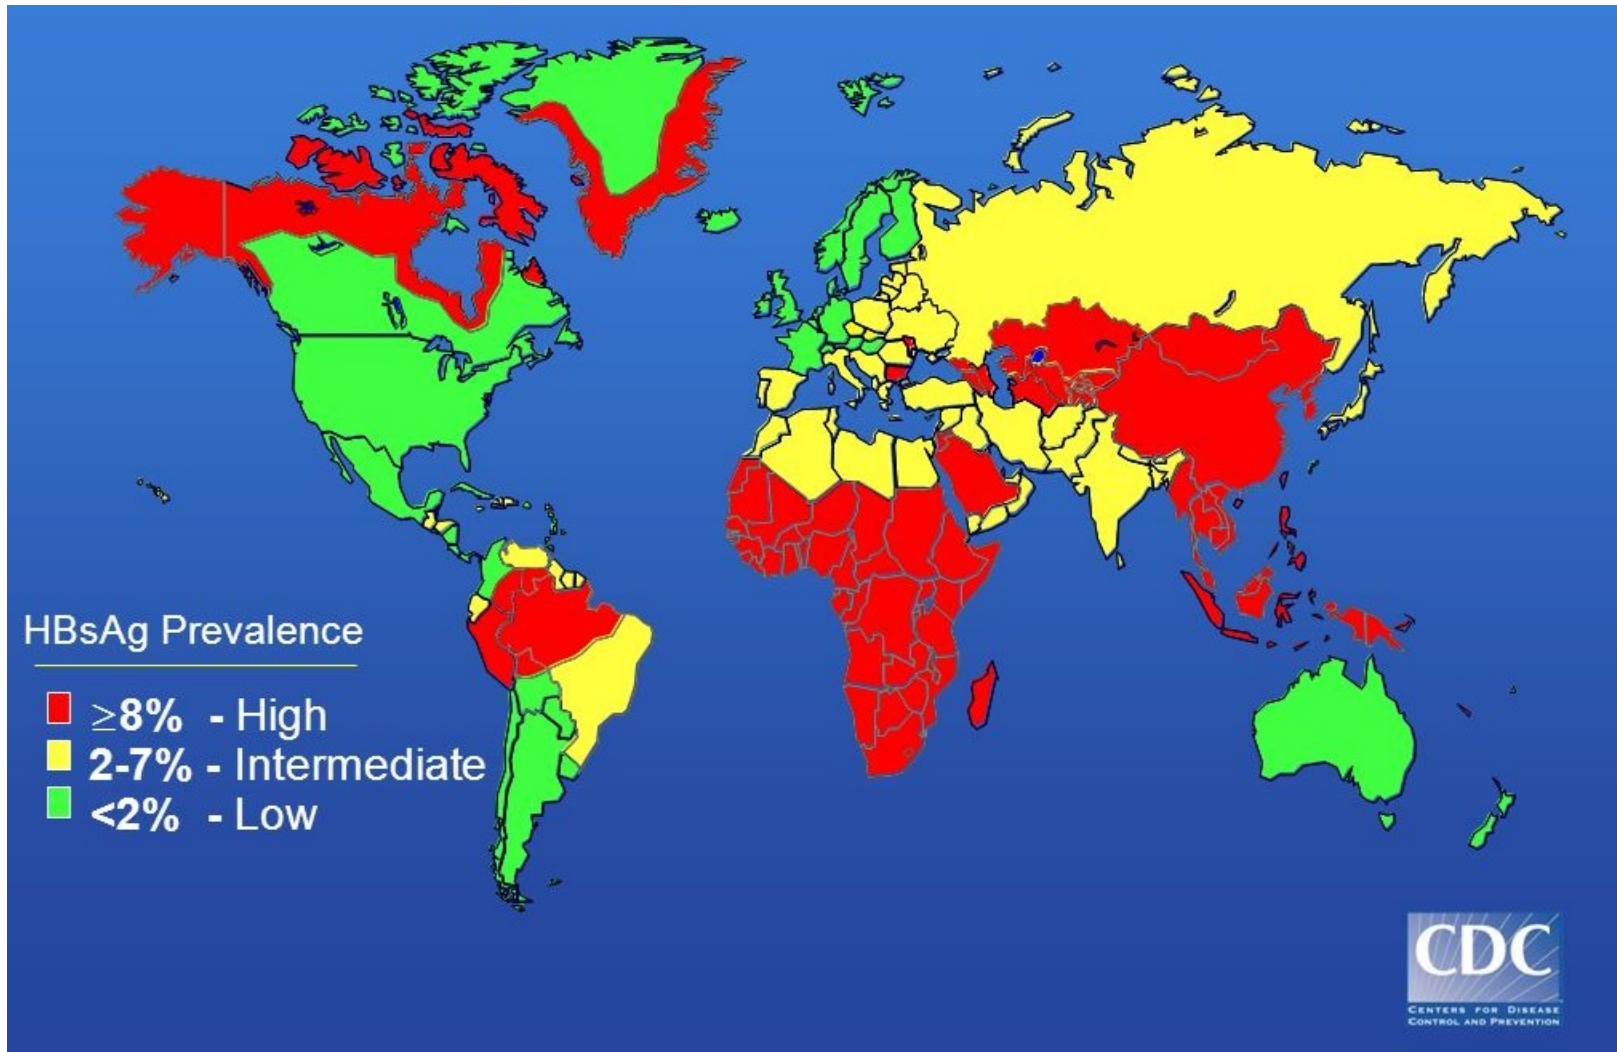 HBsAg Prevalence
≥8% - High
2-7% - Intermediate
<2% - Low
CDC
CENTERS FOR DISEASE
CONTROL AND PREVENTION